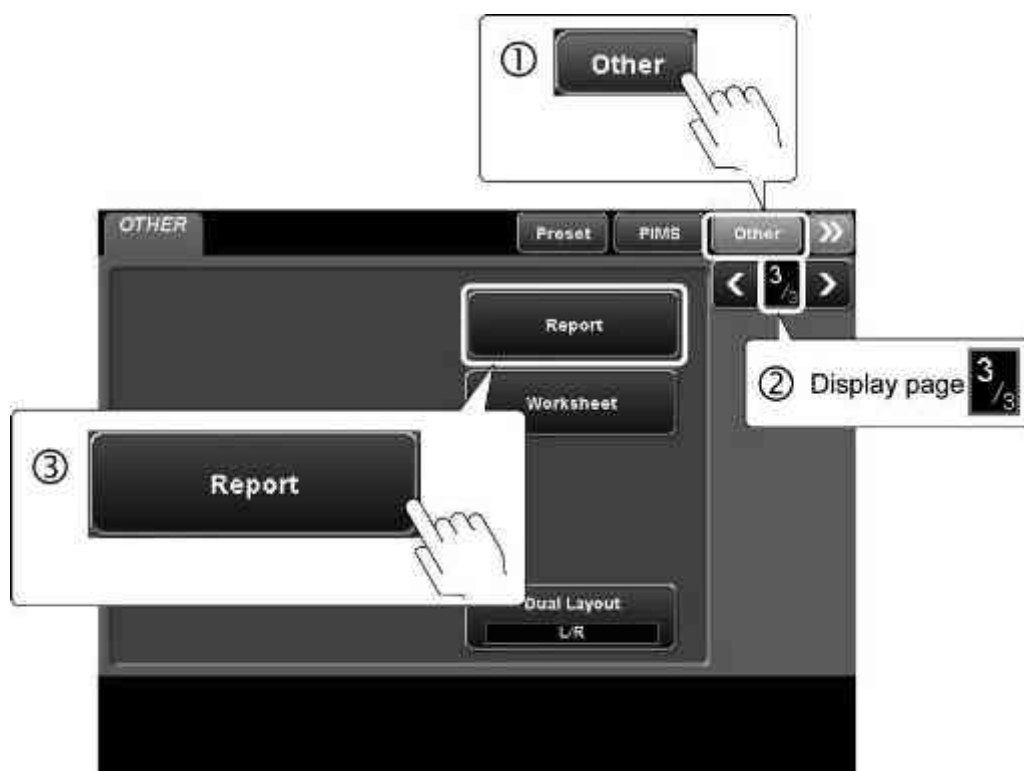 ① Other
OTHER Preset PIMS Other »
< 3/3 >
Report
② Display page 3/3
Worksheet
③ Report
Dual Layout
L/R